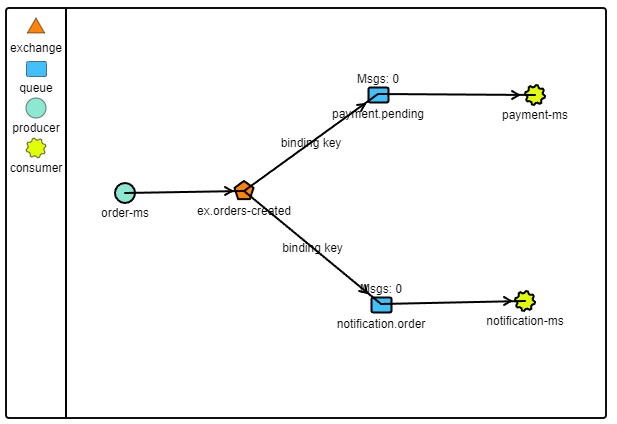 exchange
queue
producer
consumer
Msgs: 0
payment.pending
payment-ms
binding key
order-ms
ex.orders-created
binding key
Msgs: 0
notification.order
notification-ms